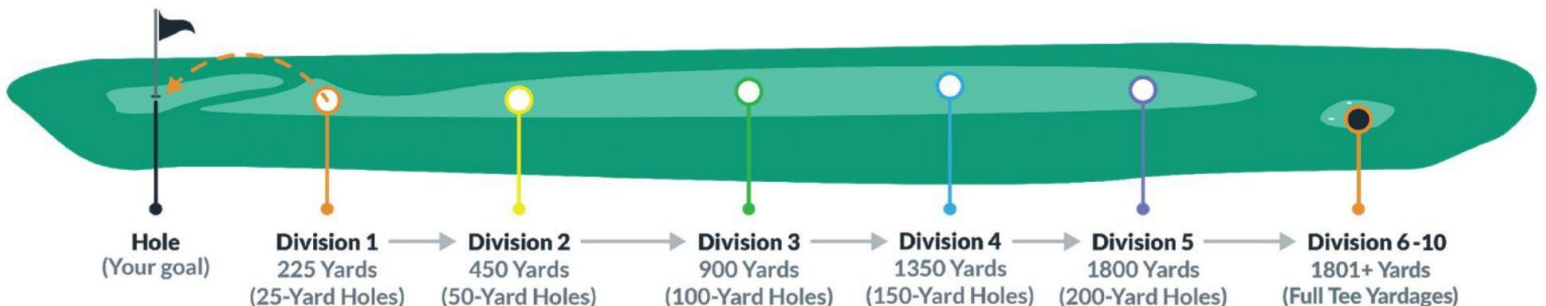 Hole
(Your goal)
Division 1
225 Yards
(25-Yard Holes)
Division 2
450 Yards
(50-Yard Holes)
Division 3
900 Yards
(100-Yard Holes)
Division 4
1350 Yards
(150-Yard Holes)
Division 5
1800 Yards
(200-Yard Holes)
Division 6-10
1801+ Yards
(Full Tee Yardages)